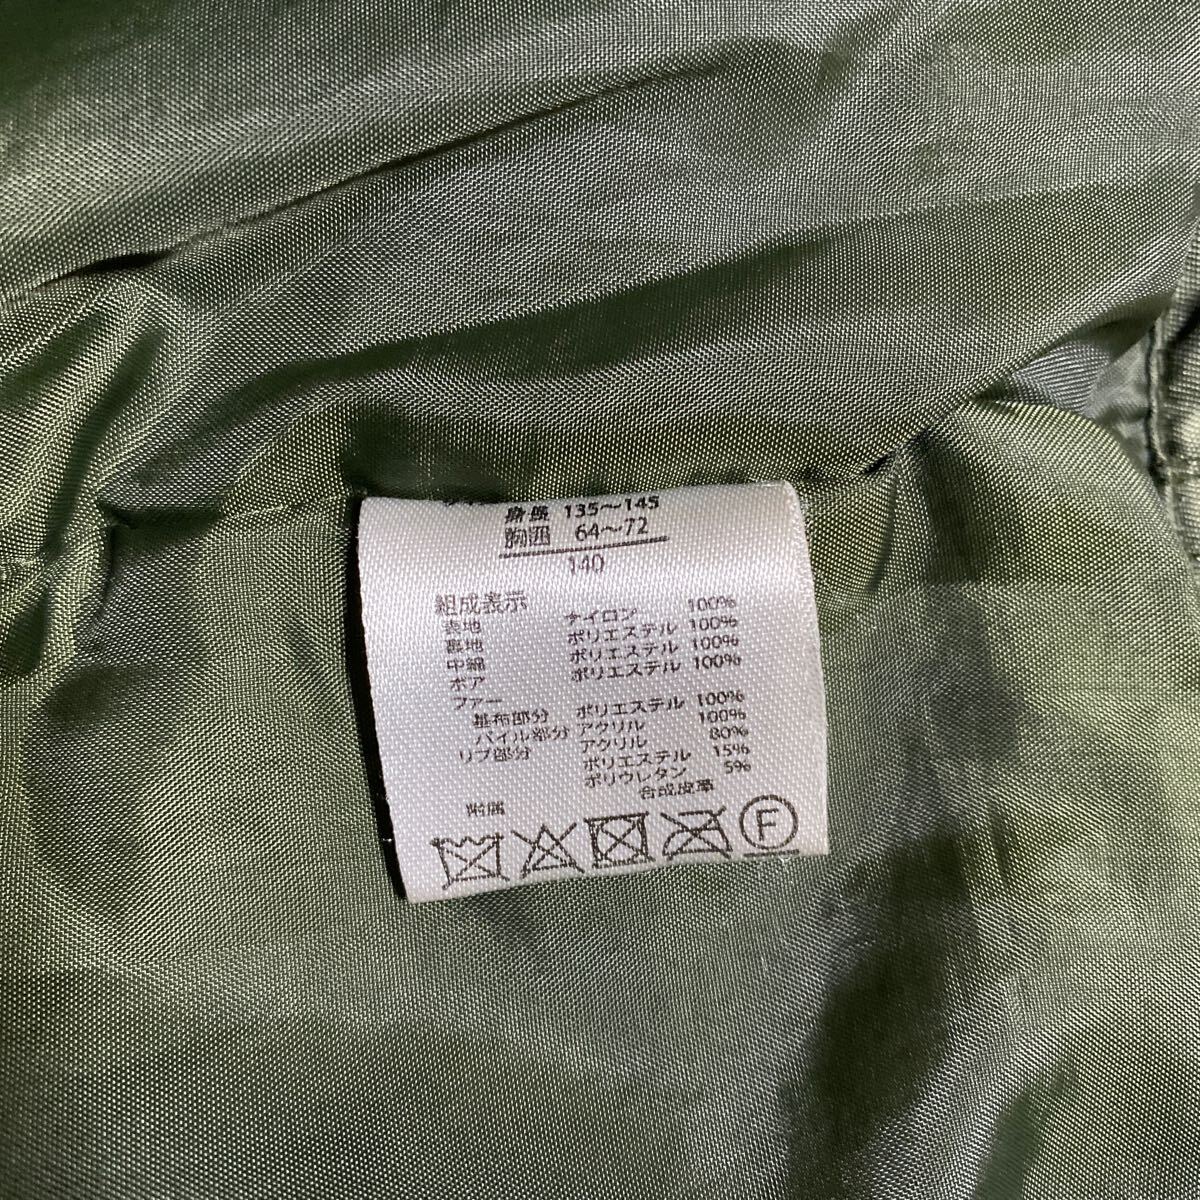 身長 135~145
胸囲 64~72
140
組成表示
表地 ナイロン 100%
裏地 ポリエステル 100%
中綿 ポリエステル 100%
ボア ポリエステル 100%
ファー
基布部分 ポリエステル 100%
パイル部分 アクリル 100%
リブ部分 アクリル 80%
ポリエステル 15%
ポリウレタン 5%
附属 合成皮革
F